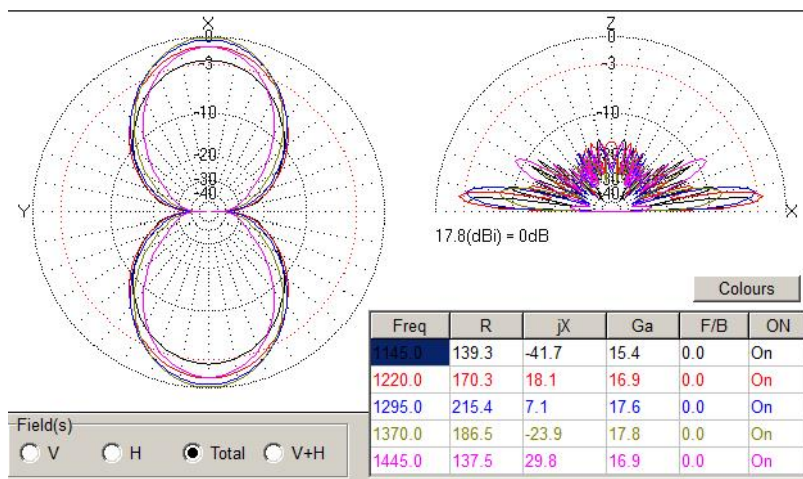 X
0
-3
-10
-20
-30
-40
Y
Z
0
-3
-10
-30
-40
X
17.8(dBi) = 0dB
Colours
Freq R jX Ga F/B ON
1145.0 139.3 -41.7 15.4 0.0 On
1220.0 170.3 18.1 16.9 0.0 On
1295.0 215.4 7.1 17.6 0.0 On
1370.0 186.5 -23.9 17.8 0.0 On
1445.0 137.5 29.8 16.9 0.0 On
Field(s)
V H Total V+H